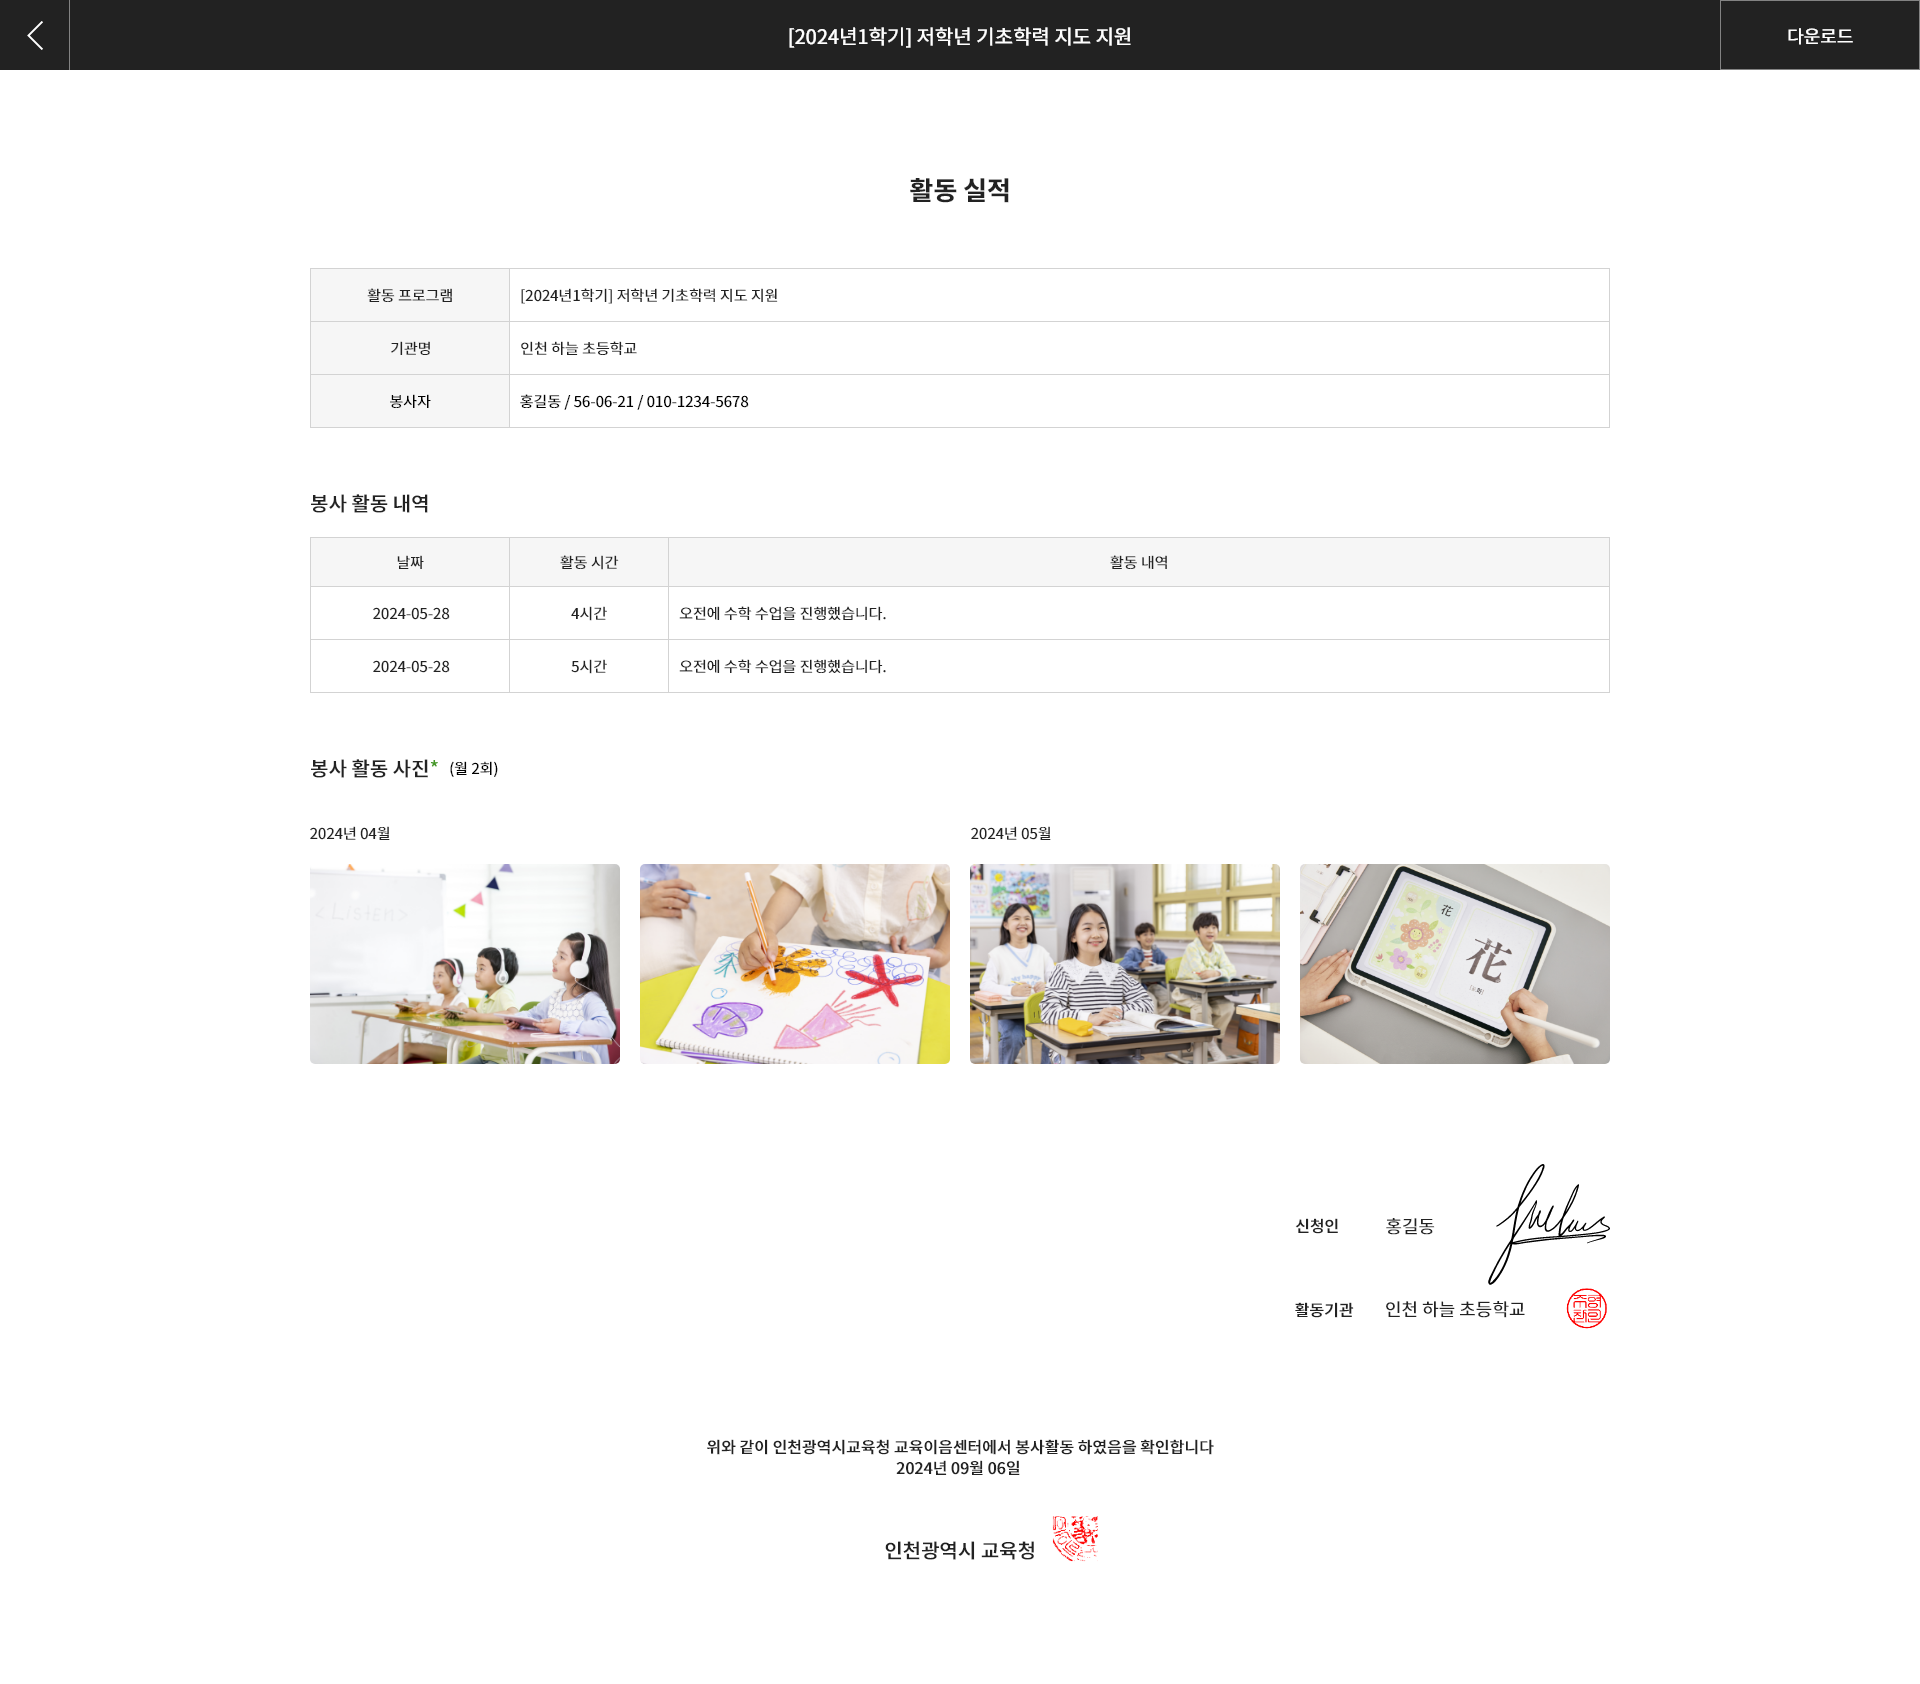 [2024년1학기] 저학년 기초학력 지도 지원
다운로드
활동 실적
활동 프로그램 [2024년1학기] 저학년 기초학력 지도 지원
기관명 인천 하늘 초등학교
봉사자 홍길동 / 56-06-21 / 010-1234-5678
봉사 활동 내역
날짜 활동 시간 활동 내역
2024-05-28 4시간 오전에 수학 수업을 진행했습니다.
2024-05-28 5시간 오전에 수학 수업을 진행했습니다.
봉사 활동 사진* (월 2회)
2024년 04월 2024년 05월
<Listen>
花
花
신청인 홍길동
활동기관 인천 하늘 초등학교
위와 같이 인천광역시교육청 교육이음센터에서 봉사활동 하였음을 확인합니다
2024년 09월 06일
인천광역시 교육청